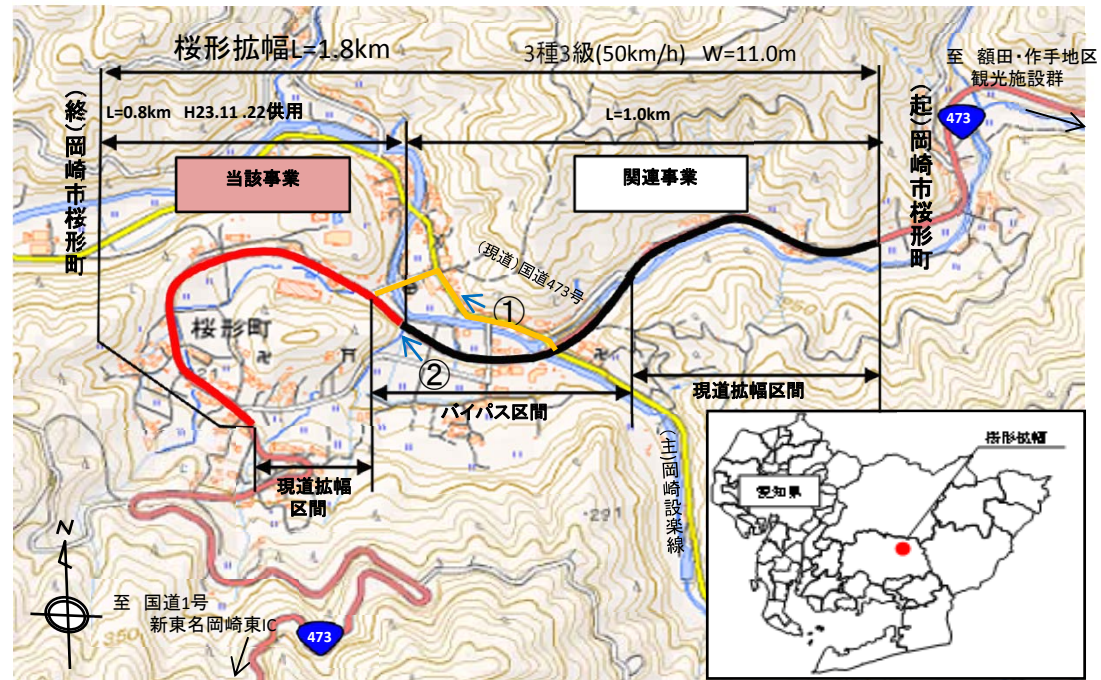 桜形拡幅L=1.8km
3種3級(50km/h) W=11.0m
至 額田・作手地区
観光施設群
473
L=0.8km H23.11 .22供用
L=1.0km
(終)岡崎市桜形町
(起)岡崎市桜形町
当該事業
関連事業
(現道)国道473号
①
桜形町
②
バイパス区間
現道拡幅区間
現道拡幅
区間
(主)岡崎設楽線
桜形拡幅
愛知県
N
至 国道1号
新東名岡崎東IC
473
350